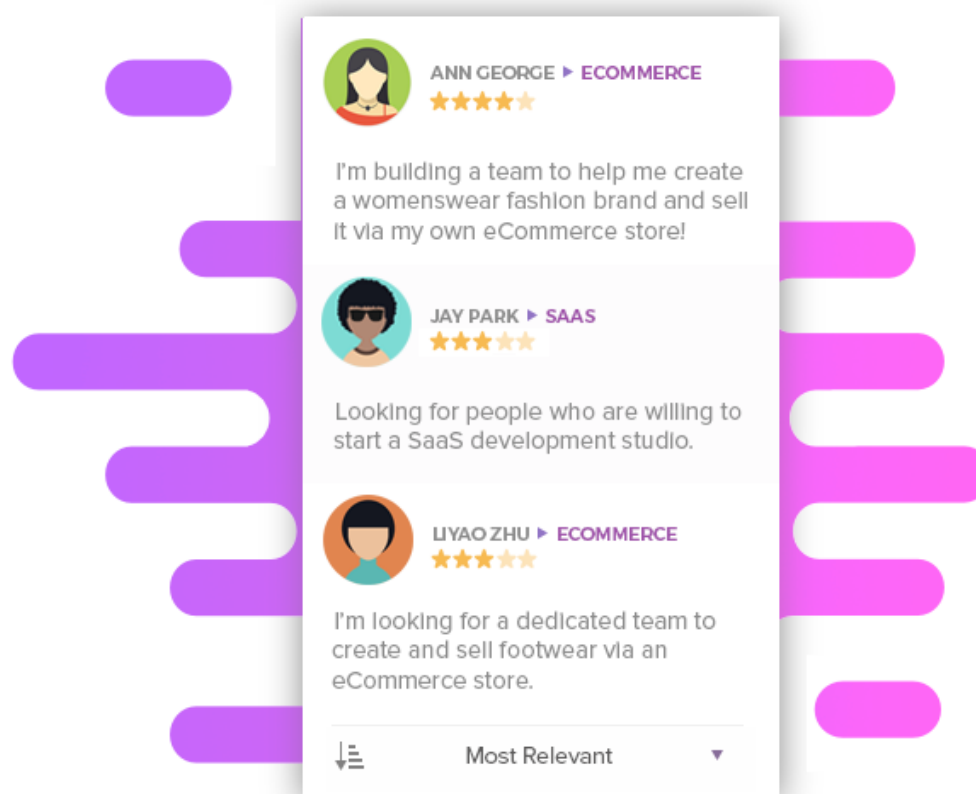 ANN GEORGE ▶ ECOMMERCE
I'm building a team to help me create
a womenswear fashion brand and sell
it via my own eCommerce store!
JAY PARK ▶ SAAS
Looking for people who are willing to
start a SaaS development studio.
LIYAO ZHU ▶ ECOMMERCE
I'm looking for a dedicated team to
create and sell footwear via an
eCommerce store.
Most Relevant